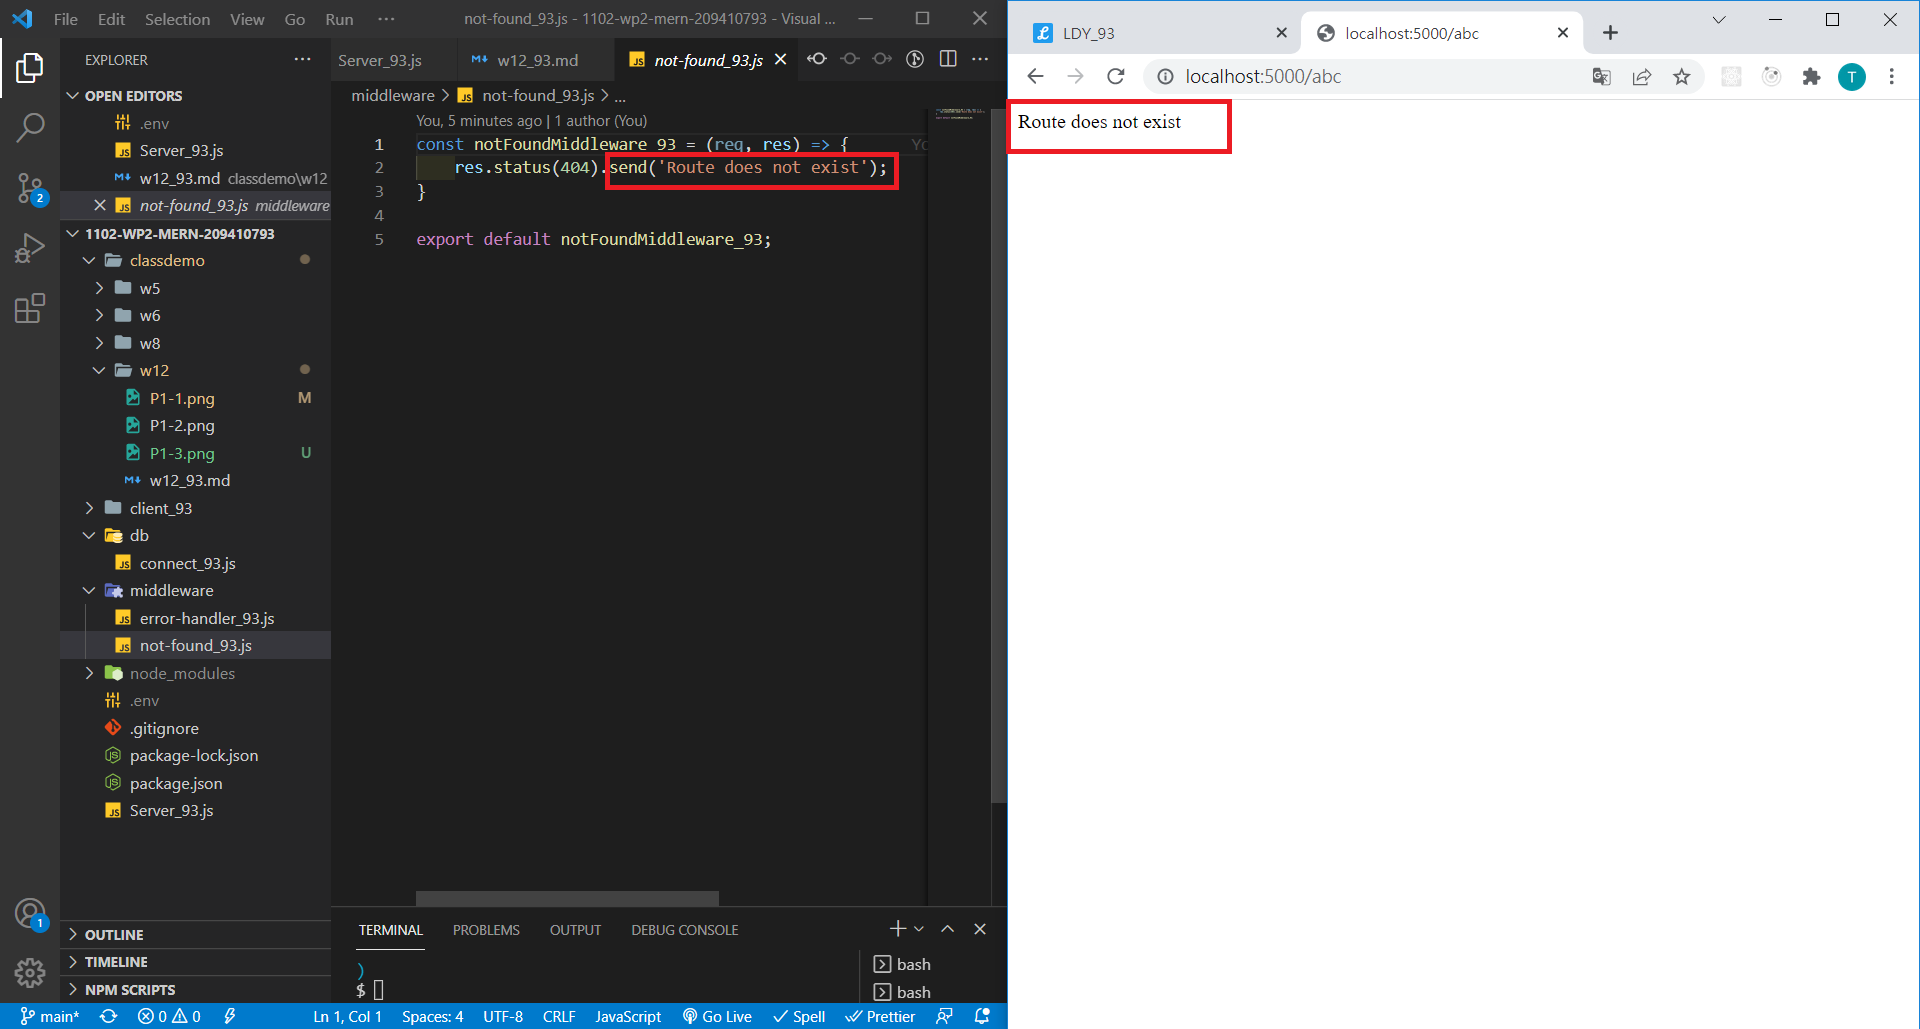 File Edit Selection View Go Run ··· not-found_93.js - 1102-wp2-mern-209410793 - Visual ...
EXPLORER ···
OPEN EDITORS
.env
Server_93.js
w12_93.md classdemo\w12
not-found_93.js middleware
1102-WP2-MERN-209410793
classdemo
w5
w6
w8
w12
P1-1.png M
P1-2.png
P1-3.png U
w12_93.md
client_93
db
connect_93.js
middleware
error-handler_93.js
not-found_93.js
node_modules
.env
.gitignore
package-lock.json
package.json
Server_93.js
OUTLINE
TIMELINE
NPM SCRIPTS
2
1
Server_93.js w12_93.md not-found_93.js ···
middleware > not-found_93.js > ...
You, 5 minutes ago | 1 author (You)
1 const notFoundMiddleware_93 = (req, res) => { Yo
2 res.status(404).send('Route does not exist');
3 }
4
5 export default notFoundMiddleware_93;
TERMINAL PROBLEMS OUTPUT DEBUG CONSOLE
)
$
bash
bash
main* 0 0 Ln 1, Col 1 Spaces: 4 UTF-8 CRLF JavaScript Go Live Spell Prettier
LDY_93 localhost:5000/abc
localhost:5000/abc T
Route does not exist